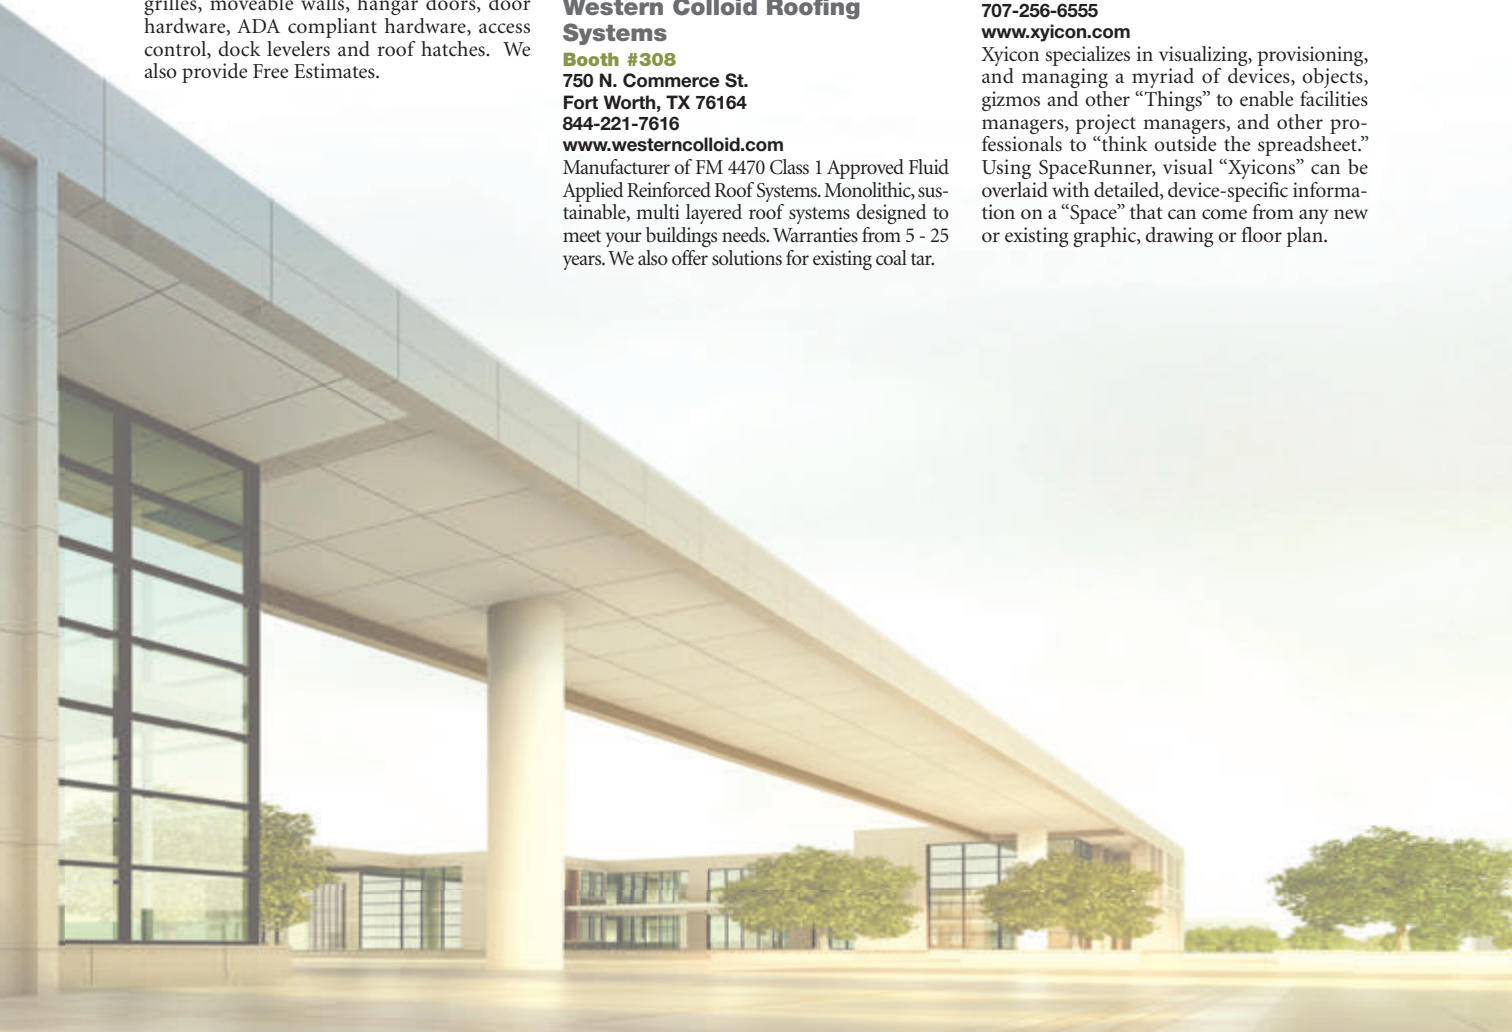 grilles, moveable walls, hangar doors, door
hardware, ADA compliant hardware, access
control, dock levelers and roof hatches. We
also provide Free Estimates.
Western Colloid Roofing
Systems
Booth #308
750 N. Commerce St.
Fort Worth, TX 76164
844-221-7616
www.westerncolloid.com
Manufacturer of FM 4470 Class 1 Approved Fluid
Applied Reinforced Roof Systems. Monolithic, sus-
tainable, multi layered roof systems designed to
meet your buildings needs. Warranties from 5 - 25
years. We also offer solutions for existing coal tar.
707-256-6555
www.xyicon.com
Xyicon specializes in visualizing, provisioning,
and managing a myriad of devices, objects,
gizmos and other “Things” to enable facilities
managers, project managers, and other pro-
fessionals to “think outside the spreadsheet.”
Using SpaceRunner, visual “Xyicons” can be
overlaid with detailed, device-specific informa-
tion on a “Space” that can come from any new
or existing graphic, drawing or floor plan.